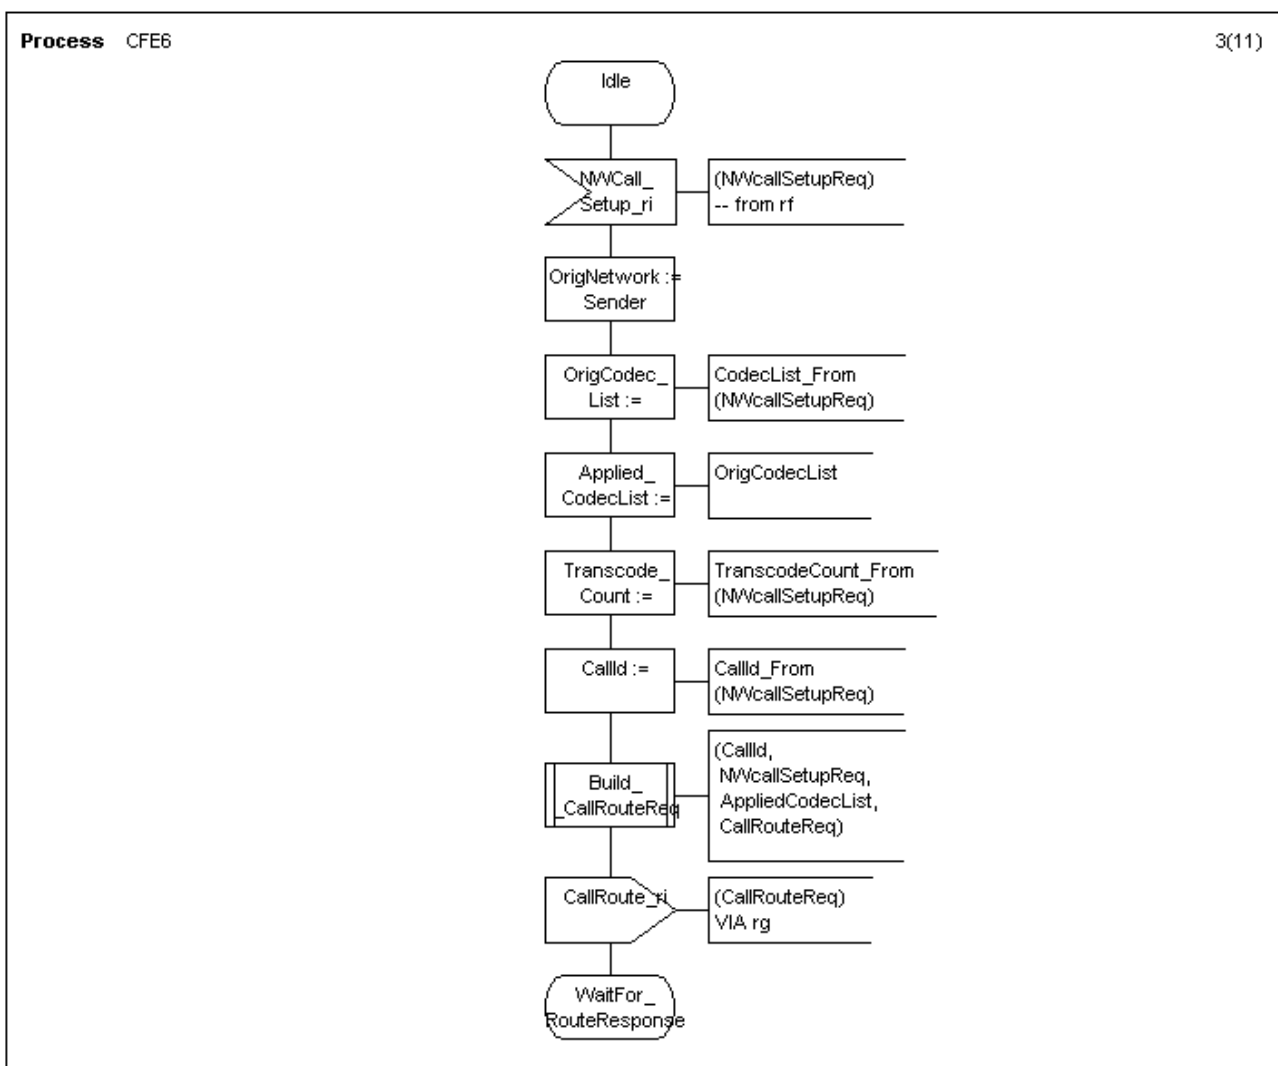 Process CFE6
3(11)
Idle
NWCall_
Setup_ri
(NWcallSetupReq)
-- from rf
OrigNetwork :=
Sender
OrigCodec_
List :=
CodecList_From
(NWcallSetupReq)
Applied_
CodecList :=
OrigCodecList
Transcode_
Count :=
TranscodeCount_From
(NWcallSetupReq)
CallId :=
CallId_From
(NWcallSetupReq)
Build_
_CallRouteReq
(CallId,
NWcallSetupReq,
AppliedCodecList,
CallRouteReq)
CallRoute_ri
(CallRouteReq)
VIA rg
WaitFor_
RouteResponse